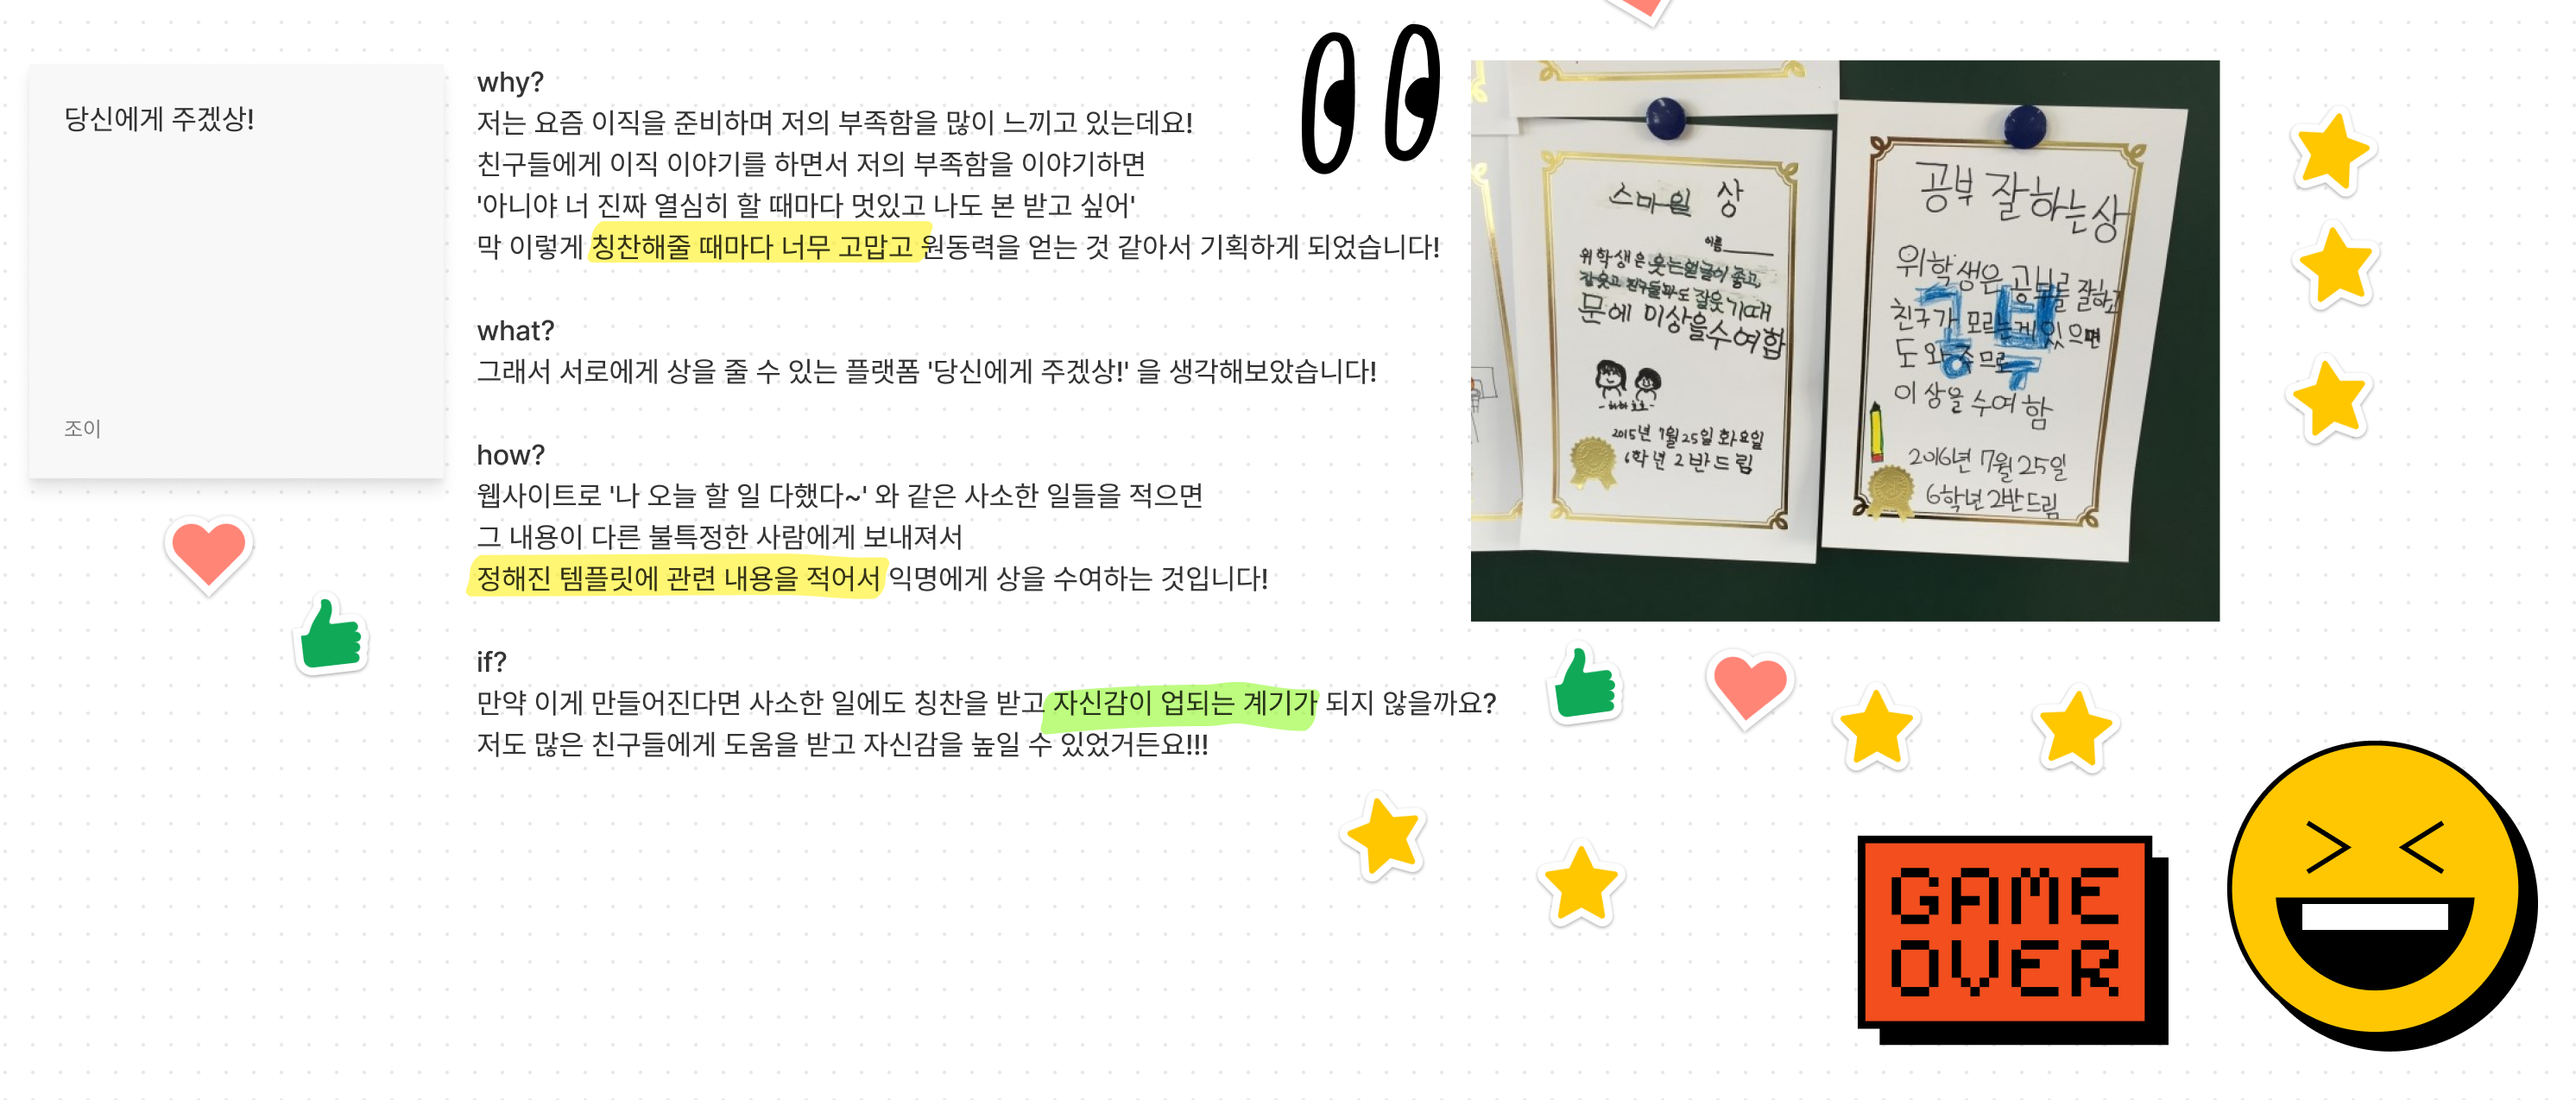 당신에게 주겠상!
조이
why?
저는 요즘 이직을 준비하며 저의 부족함을 많이 느끼고 있는데요!
친구들에게 이직 이야기를 하면서 저의 부족함을 이야기하면
'아니야 너 진짜 열심히 할 때마다 멋있고 나도 본 받고 싶어'
막 이렇게 칭찬해줄 때마다 너무 고맙고 원동력을 얻는 것 같아서 기획하게 되었습니다!
what?
그래서 서로에게 상을 줄 수 있는 플랫폼 '당신에게 주겠상!' 을 생각해보았습니다!
how?
웹사이트로 '나 오늘 할 일 다했다~' 와 같은 사소한 일들을 적으면
그 내용이 다른 불특정한 사람에게 보내져서
정해진 템플릿에 관련 내용을 적어서 익명에게 상을 수여하는 것입니다!
if?
만약 이게 만들어진다면 사소한 일에도 칭찬을 받고 자신감이 업되는 계기가 되지 않을까요?
저도 많은 친구들에게 도움을 받고 자신감을 높일 수 있었거든요!!!
스마일 상
이름
위학생은 웃는얼굴이 좋고,
잘웃고 친구들과도 잘웃기때
문에 이상을수여합
-하하호호-
2015년 7월25일 화요일
6학년 2반드림
공부 잘하는상
위학생은 공부를 잘하고
친구가 모르는게 있으면
도와주므로
이 상을 수여함
공부
2016년 7월 25일
6학년 2반드림
GAME
OVER